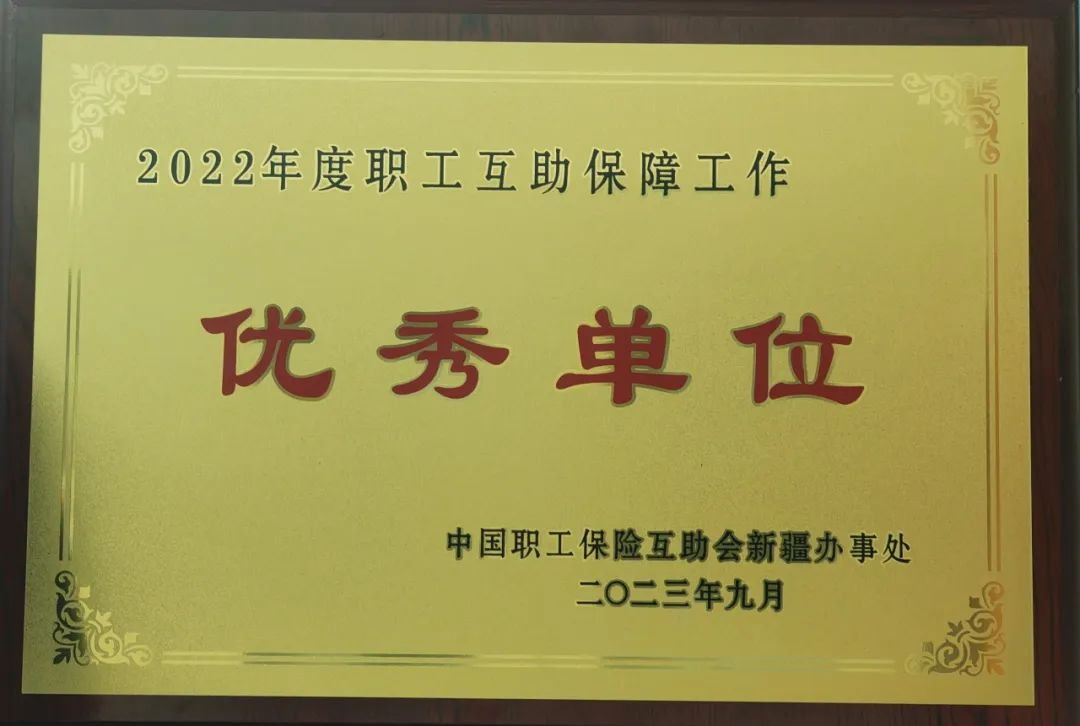 2022年度职工互助保障工作
优秀单位
中国职工保险互助会新疆办事处
二〇二三年九月